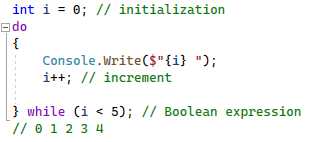 int i = 0; // initialization
do
{
Console.Write($"{i} ");
i++; // increment
} while (i < 5); // Boolean expression
// 0 1 2 3 4